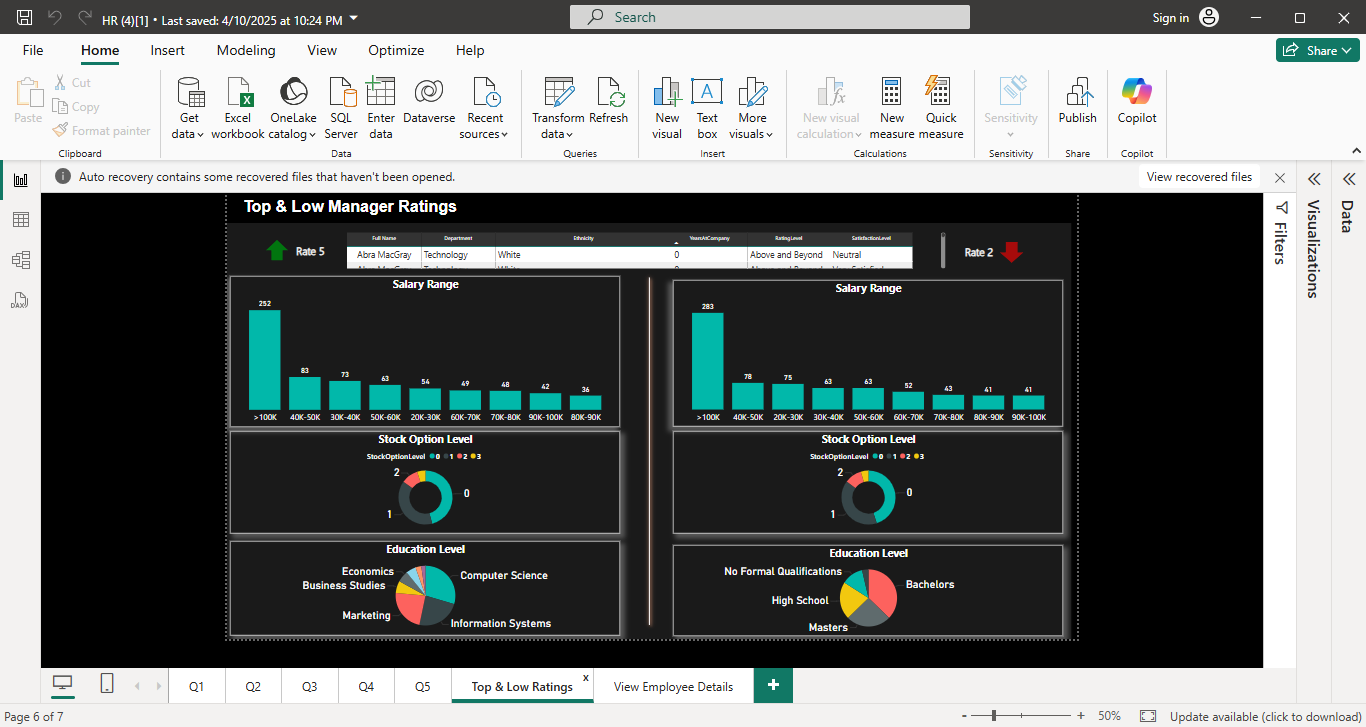 HR (4)[1] • Last saved: 4/10/2025 at 10:24 PM
Search
Sign in
File
Home
Insert
Modeling
View
Optimize
Help
Share
Paste
Cut
Copy
Format painter
Clipboard
Get data
Excel workbook
OneLake catalog
SQL Server
Enter data
Dataverse
Recent sources
Data
Transform data
Refresh
Queries
New visual
Text box
More visuals
Insert
New visual calculation
New measure
Quick measure
Calculations
Sensitivity
Sensitivity
Publish
Share
Copilot
Copilot
Auto recovery contains some recovered files that haven't been opened.
View recovered files
Top & Low Manager Ratings
Rate 5
Full Name Department Ethnicity YearsAtCompany RatingLevel SatisfactionLevel
Abra MacGray Technology White 0 Above and Beyond Neutral
Rate 2
Salary Range
252
83
73
63
54
49
48
42
36
>100K 40K-50K 30K-40K 50K-60K 20K-30K 60K-70K 70K-80K 90K-100K 80K-90K
Salary Range
283
78
75
63
63
52
43
41
41
>100K 40K-50K 20K-30K 30K-40K 50K-60K 60K-70K 70K-80K 80K-90K 90K-100K
Stock Option Level
StockOptionLevel 0 1 2 3
2
0
1
Stock Option Level
StockOptionLevel 0 1 2 3
2
0
1
Education Level
Economics
Business Studies
Computer Science
Marketing
Information Systems
Education Level
No Formal Qualifications
Bachelors
High School
Masters
Filters
Visualizations
Data
DAX
Q1
Q2
Q3
Q4
Q5
Top & Low Ratings
x
View Employee Details
+
Page 6 of 7
- + 50%
Update available (click to download)